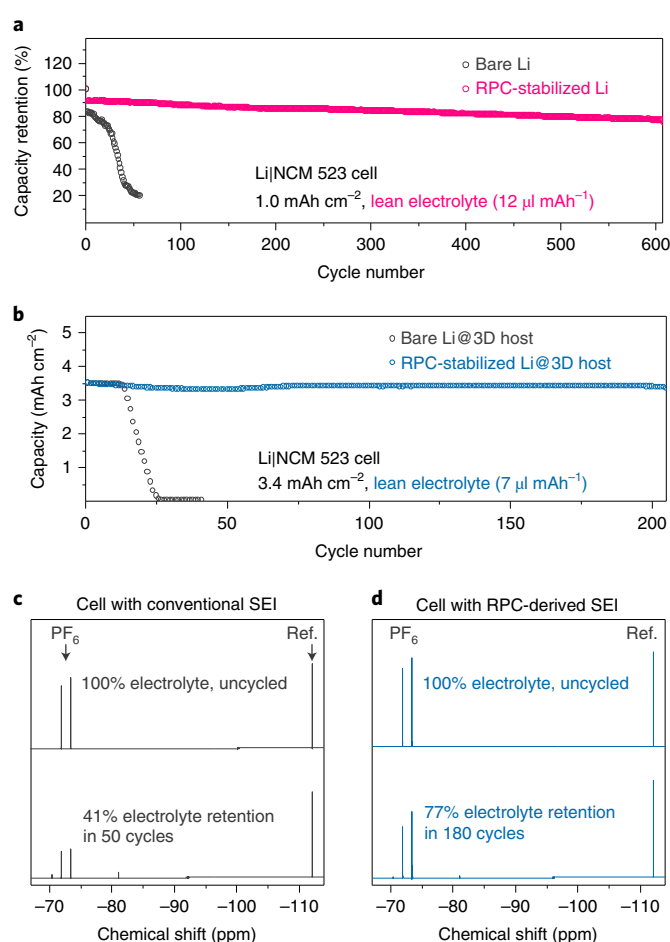 a
120
100
80
60
40
20
Capacity retention (%)
Bare Li
RPC-stabilized Li
Li|NCM 523 cell
1.0 mAh cm⁻², lean electrolyte (12 µl mAh⁻¹)
0 100 200 300 400 500 600
Cycle number
b
5
4
3
2
1
Capacity (mAh cm⁻²)
Bare Li@3D host
RPC-stabilized Li@3D host
Li|NCM 523 cell
3.4 mAh cm⁻², lean electrolyte (7 µl mAh⁻¹)
0 50 100 150 200
Cycle number
c
Cell with conventional SEI
PF₆ Ref.
100% electrolyte, uncycled
41% electrolyte retention
in 50 cycles
–70 –80 –90 –100 –110
Chemical shift (ppm)
d
Cell with RPC-derived SEI
PF₆ Ref.
100% electrolyte, uncycled
77% electrolyte retention
in 180 cycles
–70 –80 –90 –100 –110
Chemical shift (ppm)